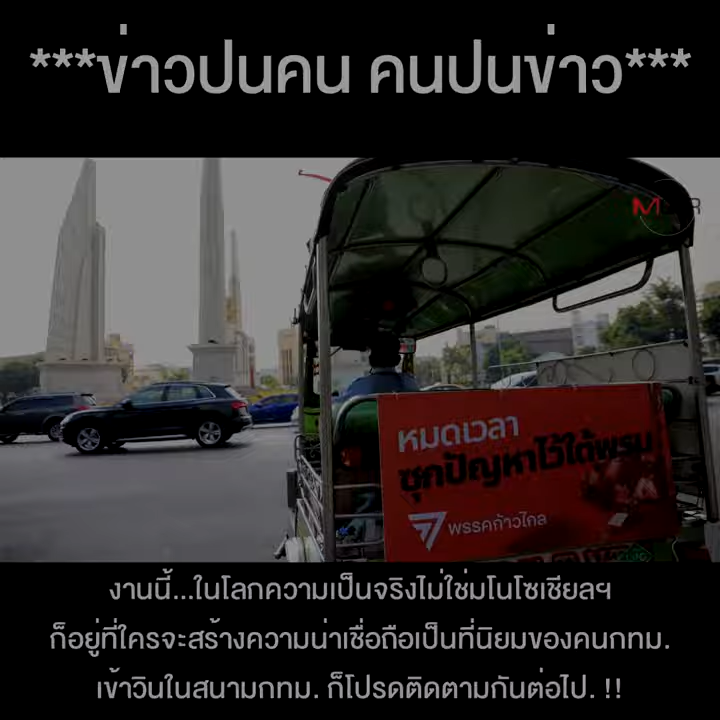 ***ข่าวปนคน คนปนข่าว***
หมดเวลา
ซุกปัญหาไว้ใต้พรม
พรรคก้าวไกล
งานนี้...ในโลกความเป็นจริงไม่ใช่มโนโซเชียลฯ
ก็อยู่ที่ใครจะสร้างความน่าเชื่อถือเป็นที่นิยมของคนกทม.
เข้าวินในสนามกทม. ก็โปรดติดตามกันต่อไป. !!